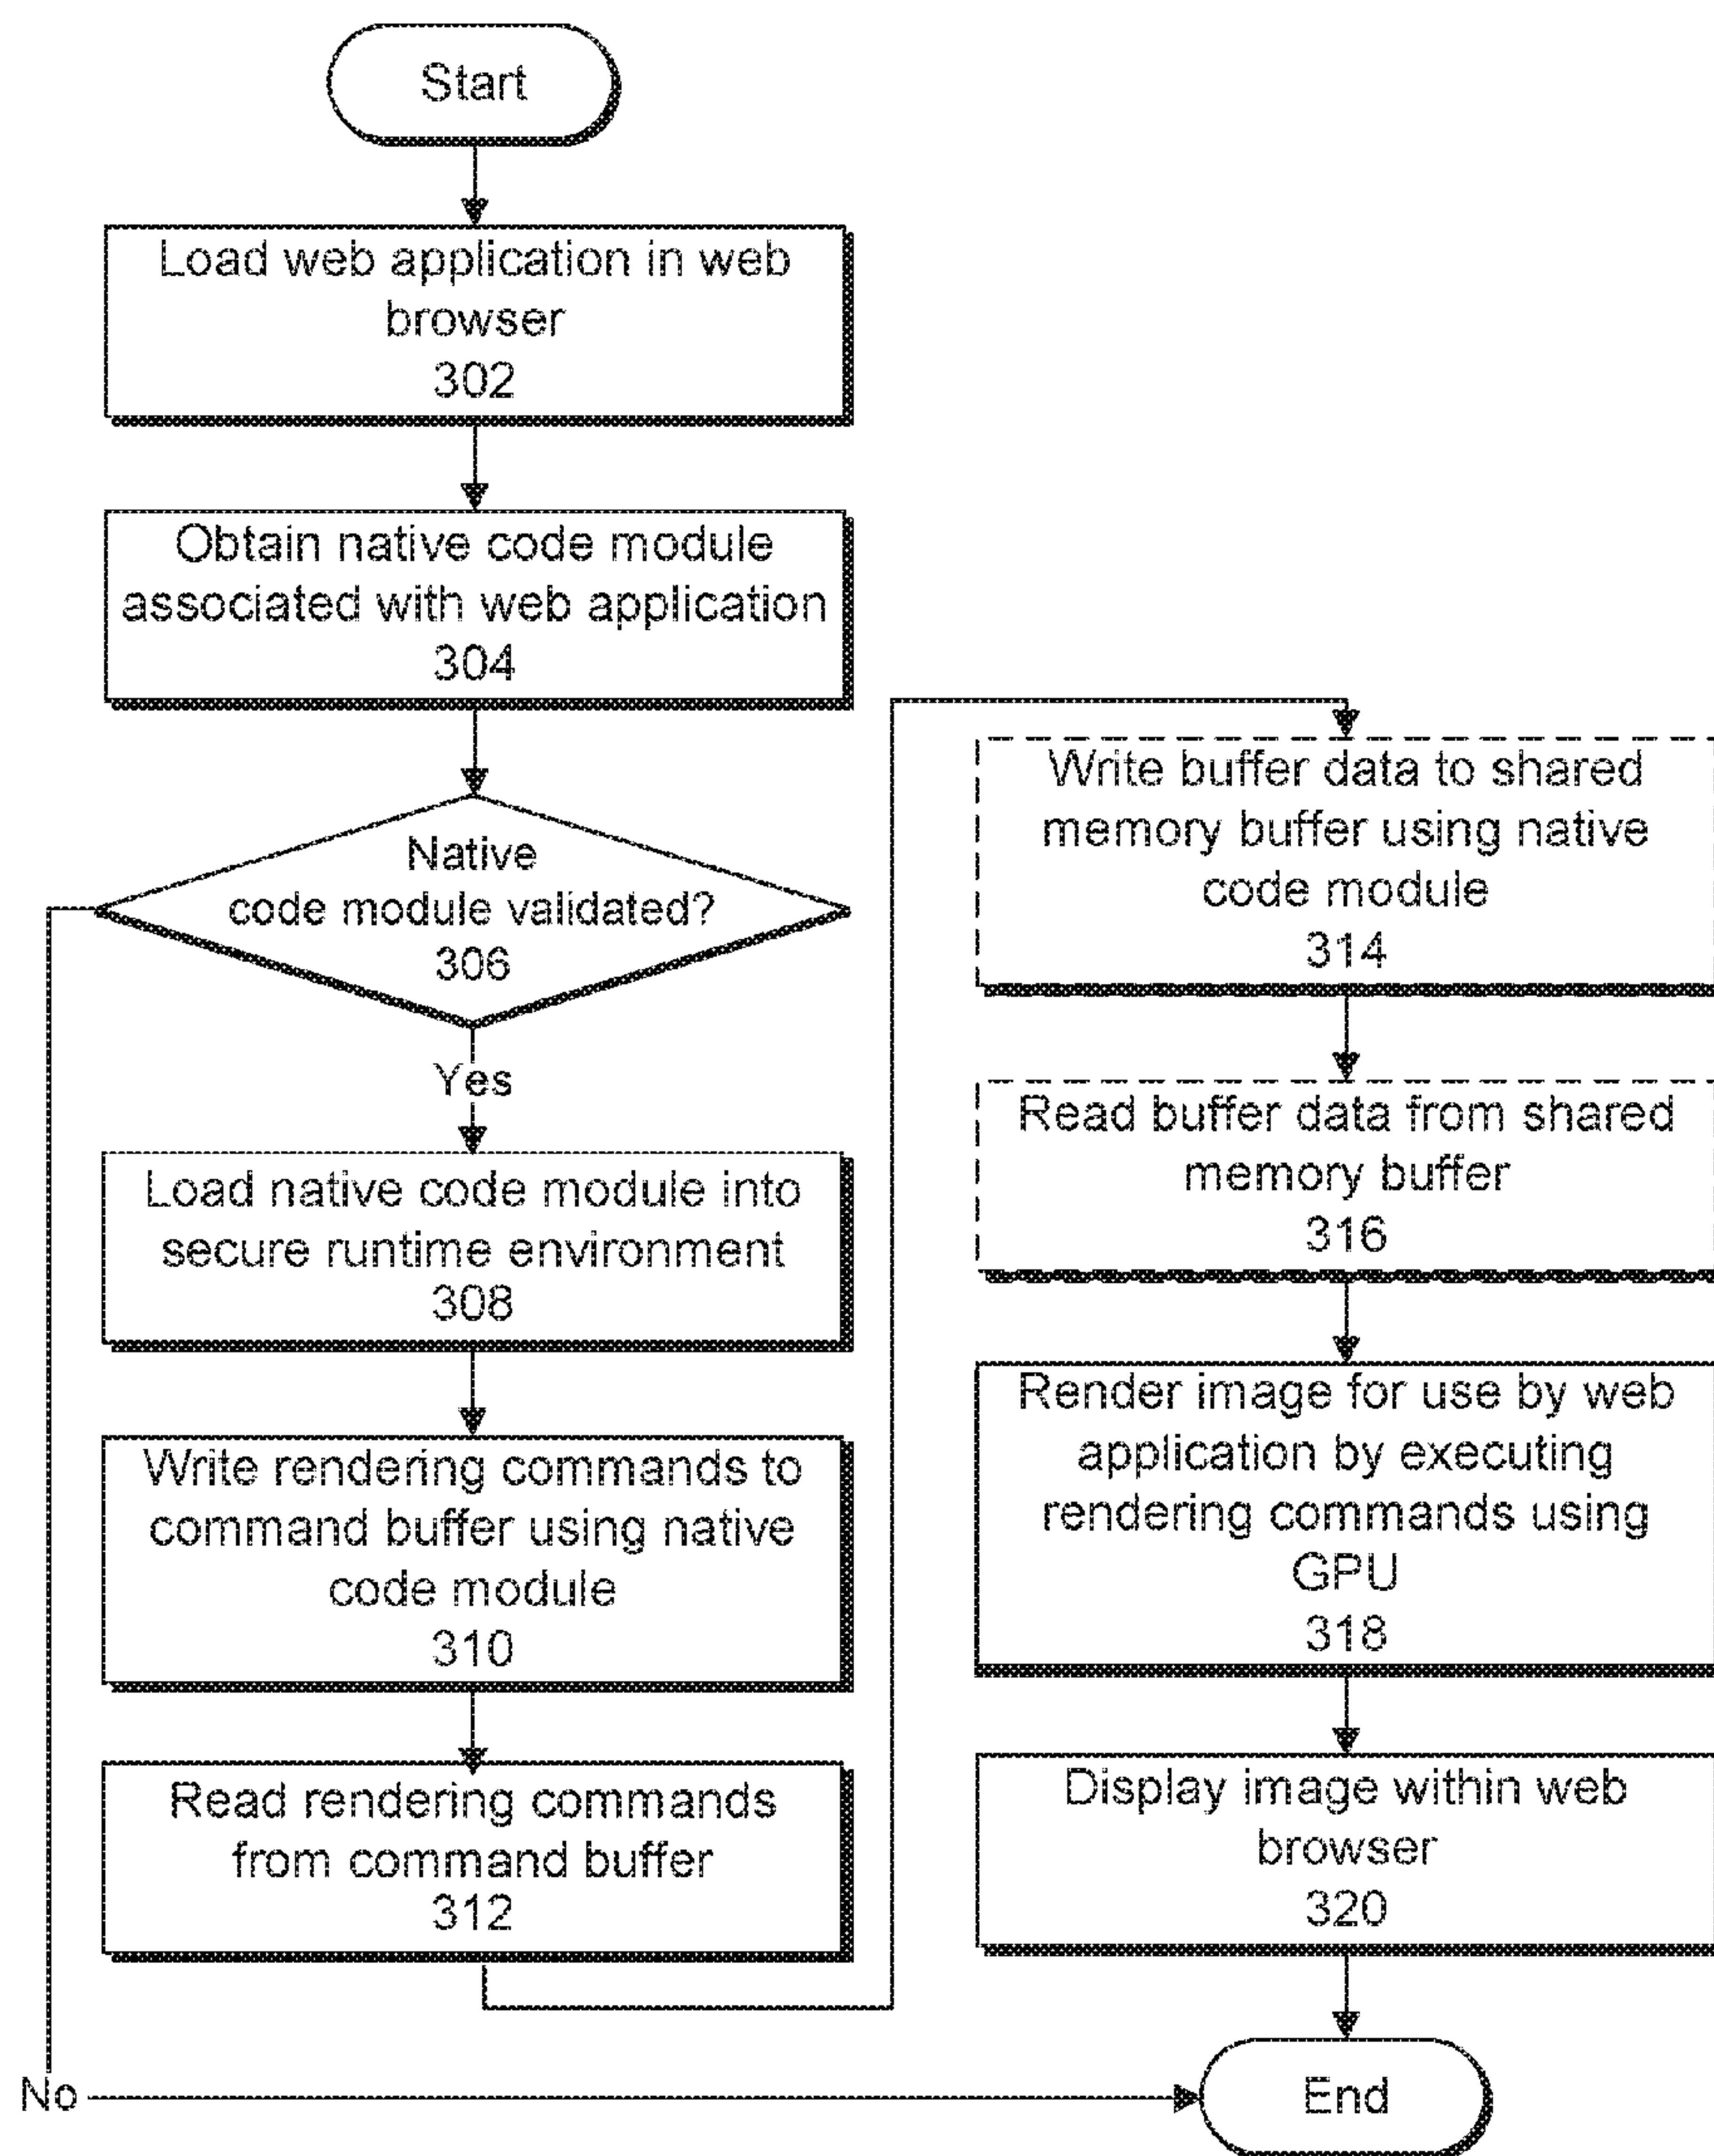 Start
Load web application in web
browser
302
Obtain native code module
associated with web application
304
Native
code module validated?
306
Yes
Load native code module into
secure runtime environment
308
Write rendering commands to
command buffer using native
code module
310
Read rendering commands
from command buffer
312
No
Write buffer data to shared
memory buffer using native
code module
314
Read buffer data from shared
memory buffer
316
Render image for use by web
application by executing
rendering commands using
GPU
318
Display image within web
browser
320
End